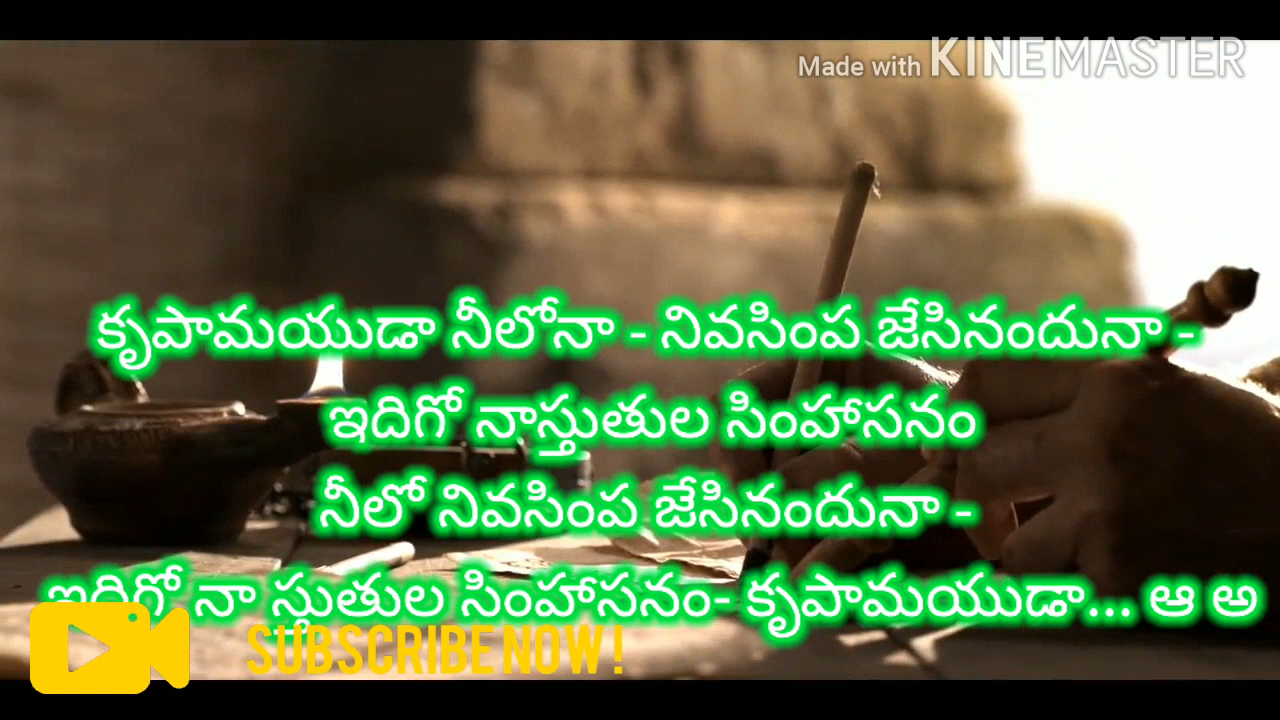 Made with KINEMASTER
కృపామయుడా నీలోనా - నివసింప జేసినందునా -
ఇదిగో నాస్తుతుల సింహాసనం
నీలో నివసింప జేసినందునా -
ఇదిగో నా స్తుతుల సింహాసనం- కృపామయుడా... ఆ అ
SUBSCRIBE NOW !